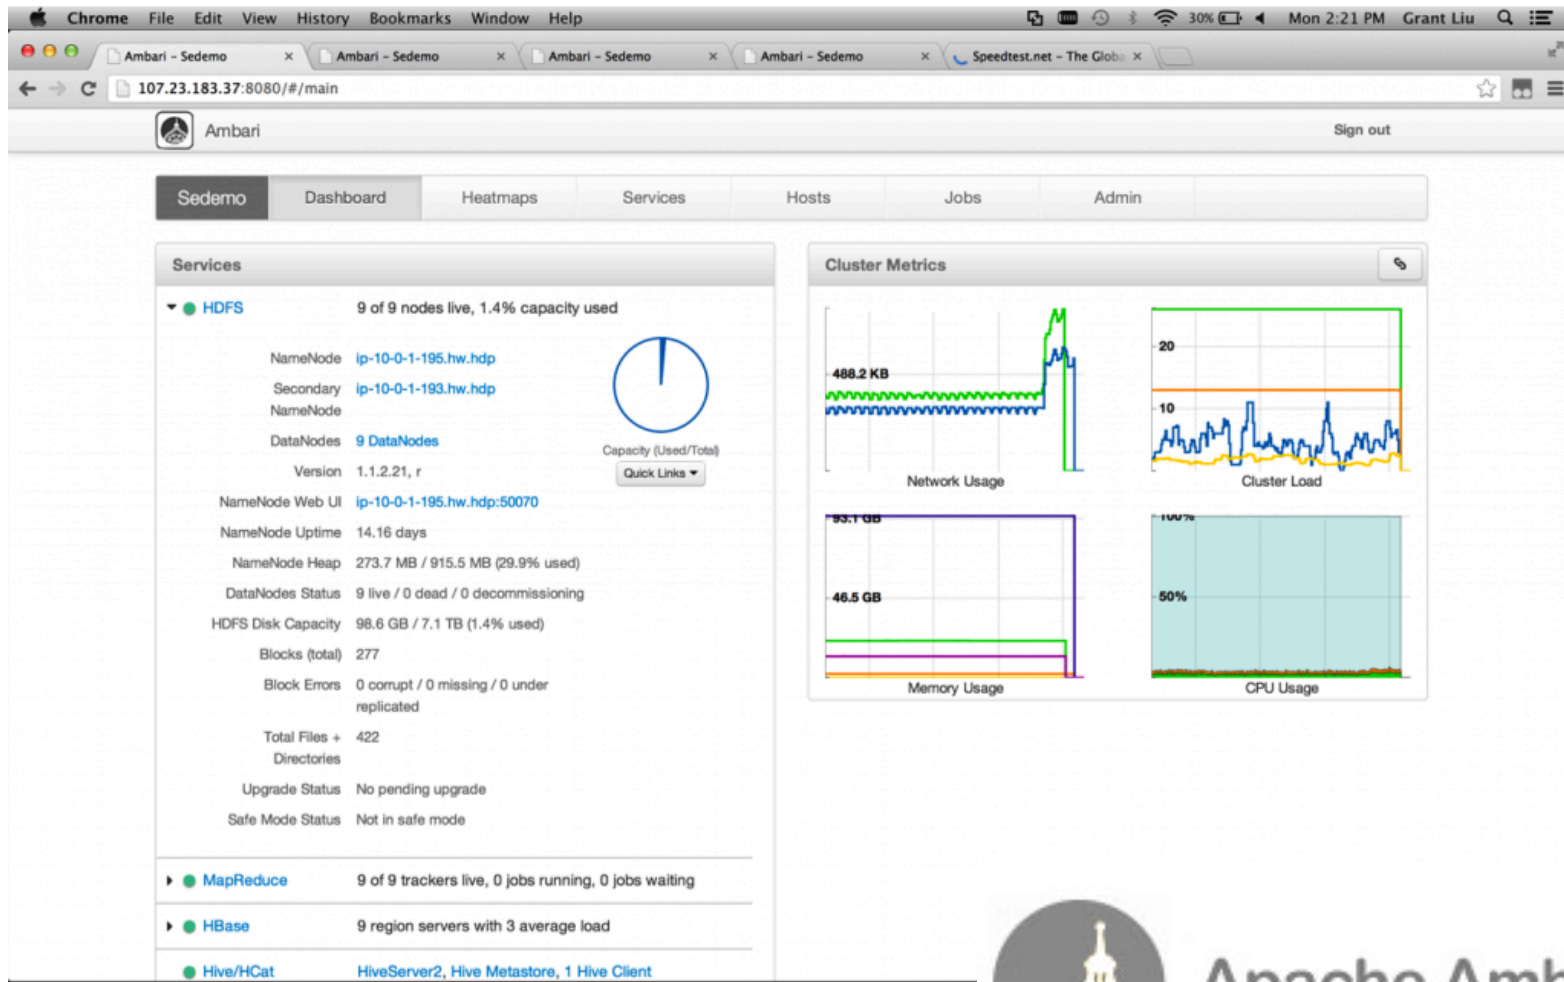 Chrome File Edit View History Bookmarks Window Help 30% Mon 2:21 PM Grant Liu
Ambari – Sedemo Ambari – Sedemo Ambari – Sedemo Ambari – Sedemo Speedtest.net – The Globa
107.23.183.37:8080/#/main
Ambari Sign out
Sedemo Dashboard Heatmaps Services Hosts Jobs Admin
Services
HDFS 9 of 9 nodes live, 1.4% capacity used
NameNode ip-10-0-1-195.hw.hdp
Secondary NameNode ip-10-0-1-193.hw.hdp
DataNodes 9 DataNodes
Capacity (Used/Total)
Version 1.1.2.21, r
Quick Links
NameNode Web UI ip-10-0-1-195.hw.hdp:50070
NameNode Uptime 14.16 days
NameNode Heap 273.7 MB / 915.5 MB (29.9% used)
DataNodes Status 9 live / 0 dead / 0 decommissioning
HDFS Disk Capacity 98.6 GB / 7.1 TB (1.4% used)
Blocks (total) 277
Block Errors 0 corrupt / 0 missing / 0 under
replicated
Total Files + Directories 422
Upgrade Status No pending upgrade
Safe Mode Status Not in safe mode
MapReduce 9 of 9 trackers live, 0 jobs running, 0 jobs waiting
HBase 9 region servers with 3 average load
Hive/HCat HiveServer2, Hive Metastore, 1 Hive Client
Cluster Metrics
488.2 KB
Network Usage
20
10
Cluster Load
93.1 GB
46.5 GB
Memory Usage
100%
50%
CPU Usage
Apache Amb